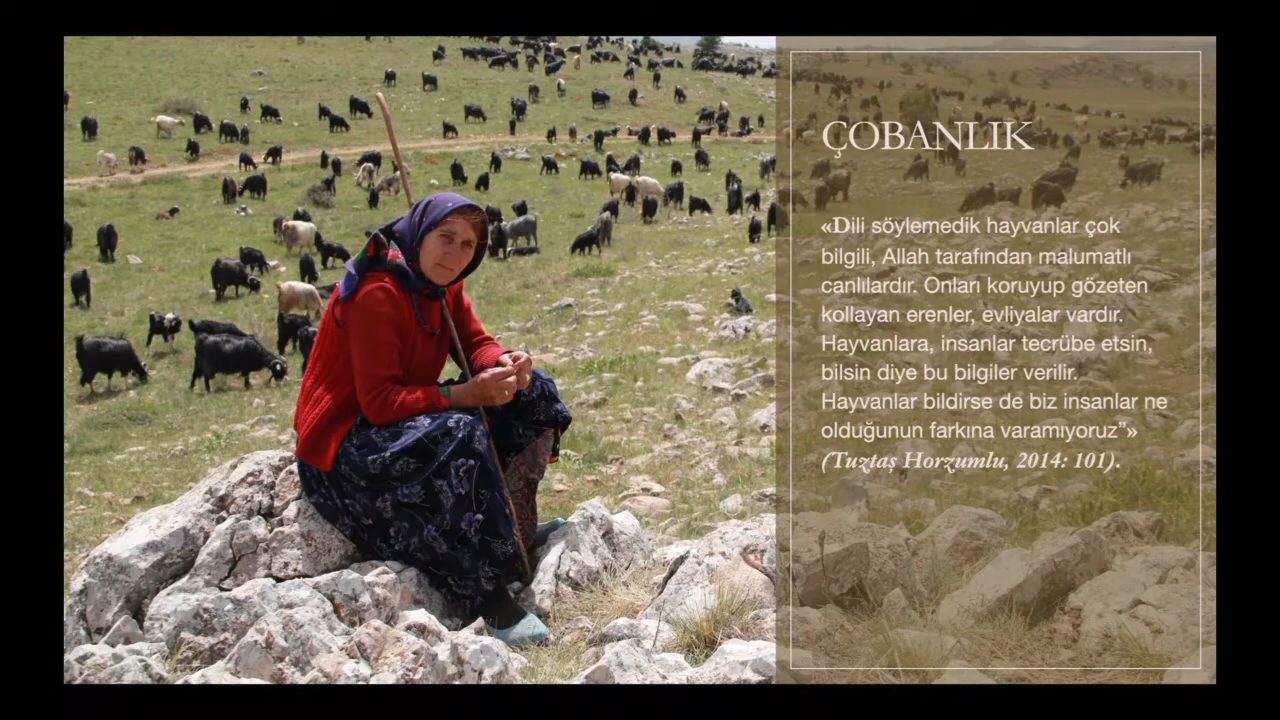 ÇOBANLIK
«Dili söylemedik hayvanlar çok
bilgili, Allah tarafından malumatlı
canlılardır. Onları koruyup gözeten
kollayan erenler, evliyalar vardır.
Hayvanlara, insanlar tecrübe etsin,
bilsin diye bu bilgiler verilir.
Hayvanlar bildirse de biz insanlar ne
olduğunun farkına varamıyoruz”»
(Tuztaş Horzumlu, 2014: 101).